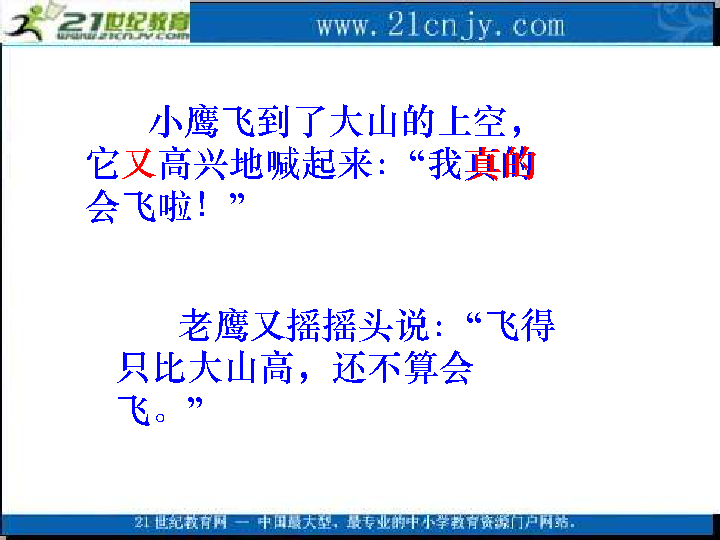 21世纪教育
WWW.21CNJY.COM
www.21cnjy.com
小鹰飞到了大山的上空，
它又高兴地喊起来：“我真的
会飞啦！”
老鹰又摇摇头说：“飞得
只比大山高，还不算会
飞。”
21世纪教育网 — 中国最大型、最专业的中小学教育资源门户网站.